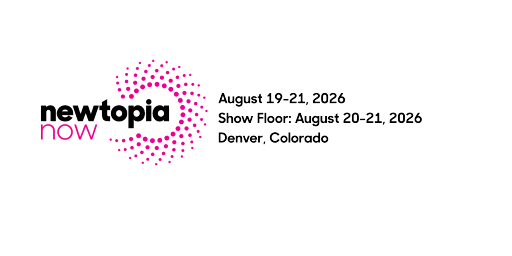 newtopia
now
August 19-21, 2026
Show Floor: August 20-21, 2026
Denver, Colorado